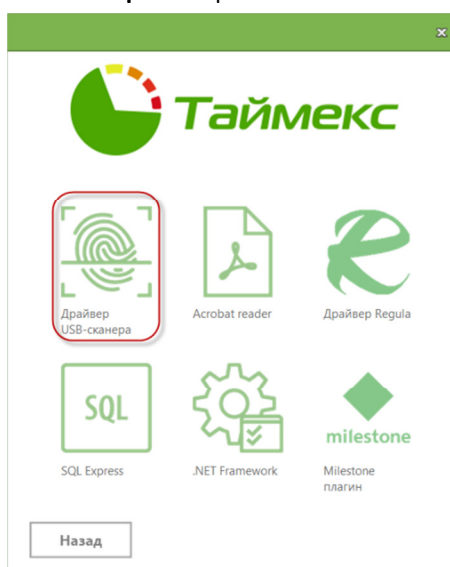 Таймекс
Драйвер
USB-сканера
Acrobat reader
Драйвер Regula
SQL
milestone
SQL Express
.NET Framework
Milestone
плагин
Назад